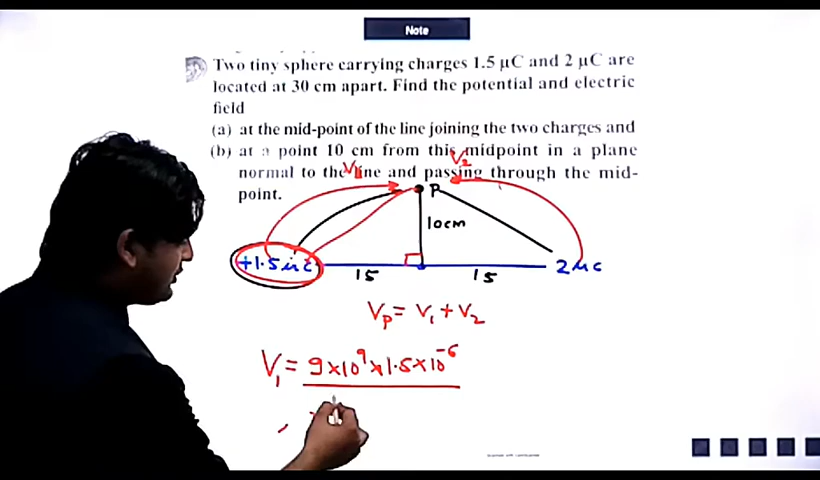 Note
Two tiny sphere carrying charges 1.5 μC and 2 μC are
located at 30 cm apart. Find the potential and electric
field
(a) at the mid-point of the line joining the two charges and
(b) at a point 10 cm from this midpoint in a plane
normal to the line and passing through the mid-
point.
V₁
V₂
P
10cm
+1.5 μC
15
15
2μC
Vp = V₁ + V₂
V₁ = 9×10⁹×1.5×10⁻⁶